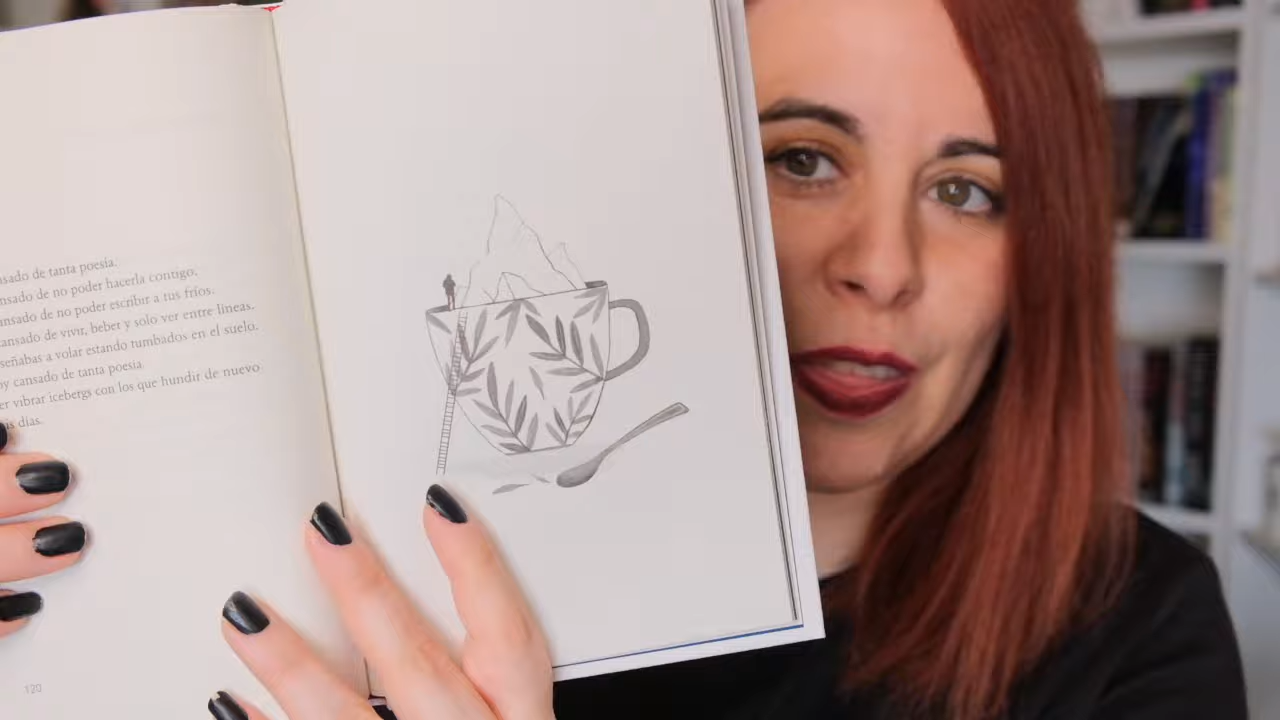 sado de tanta poesía.
nsado de no poder hacerla contigo.
ansado de no poder escribir a tus fríos.
cansado de vivir, beber y solo ver entre líneas.
señabas a volar estando tumbados en el suelo.
oy cansado de tanta poesía.
er vibrar icebergs con los que hundir de nuevo
is días.
120